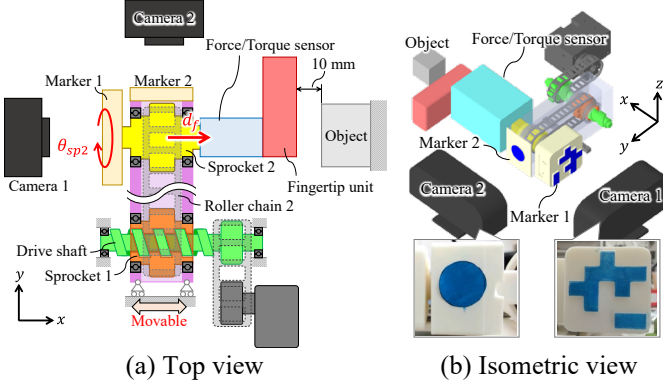 Camera 2
Force/Torque sensor
Marker 1
Marker 2
10 mm
d_f
θ_sp2
Object
Camera 1
Sprocket 2
Fingertip unit
Roller chain 2
Drive shaft
Sprocket 1
y
x
Movable
(a) Top view
Object
Force/Torque sensor
z
x
y
Marker 2
Camera 2
Camera 1
Marker 1
(b) Isometric view